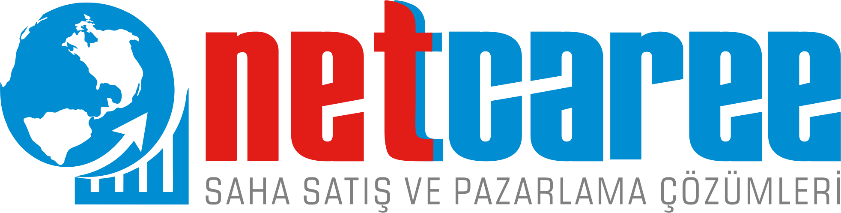 netcaree
SAHA SATIŞ VE PAZARLAMA ÇÖZÜMLERİ